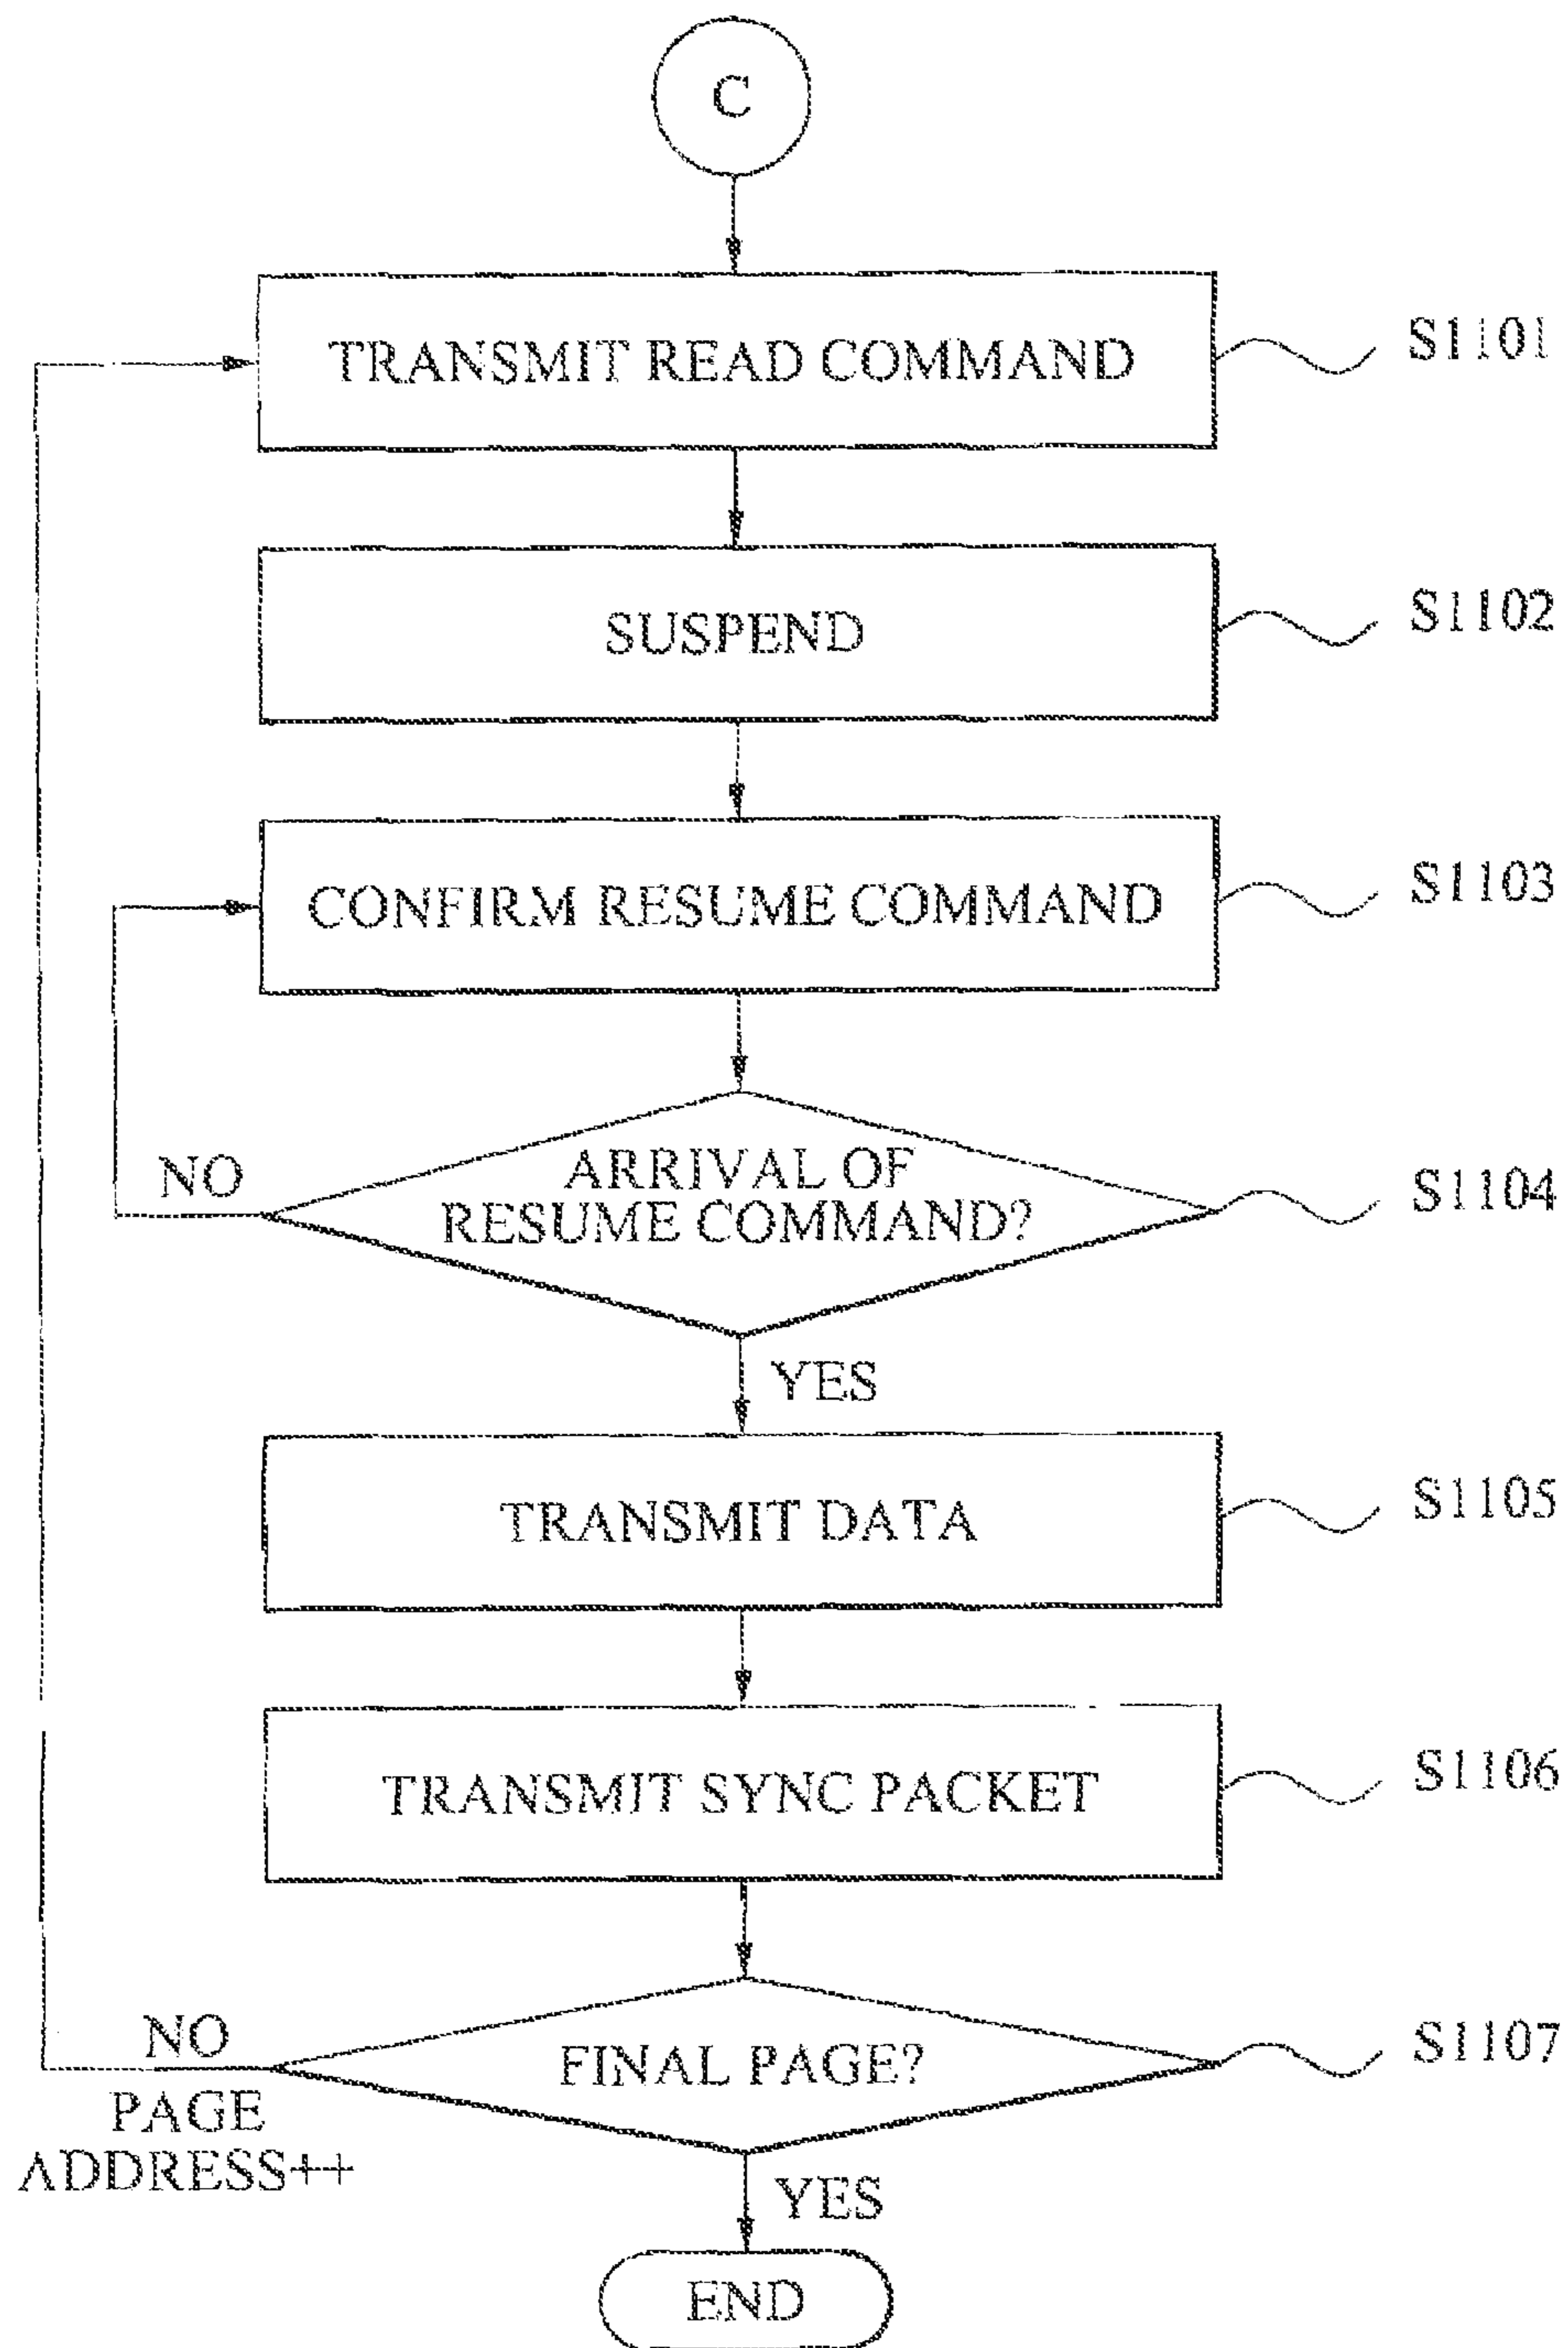 C
TRANSMIT READ COMMAND
S1101
SUSPEND
S1102
CONFIRM RESUME COMMAND
S1103
NO
ARRIVAL OF
RESUME COMMAND?
S1104
YES
TRANSMIT DATA
S1105
TRANSMIT SYNC PACKET
S1106
NO
PAGE
ADDRESS++
FINAL PAGE?
S1107
YES
END